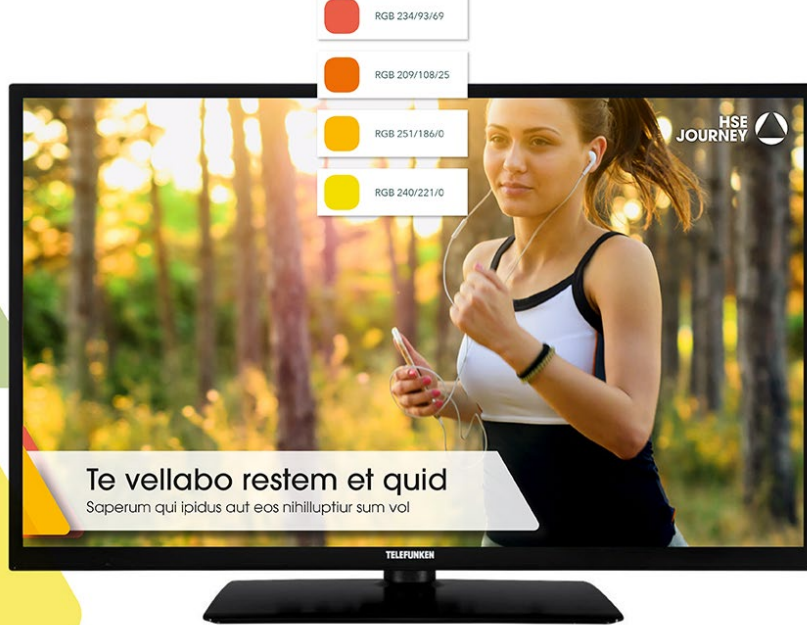 RGB 234/93/69
RGB 209/108/25
RGB 251/186/0
RGB 240/221/0
HSE
JOURNEY
Te vellabo restem et quid
Saperum qui ipidus aut eos nihilluptiur sum vol
TELEFUNKEN